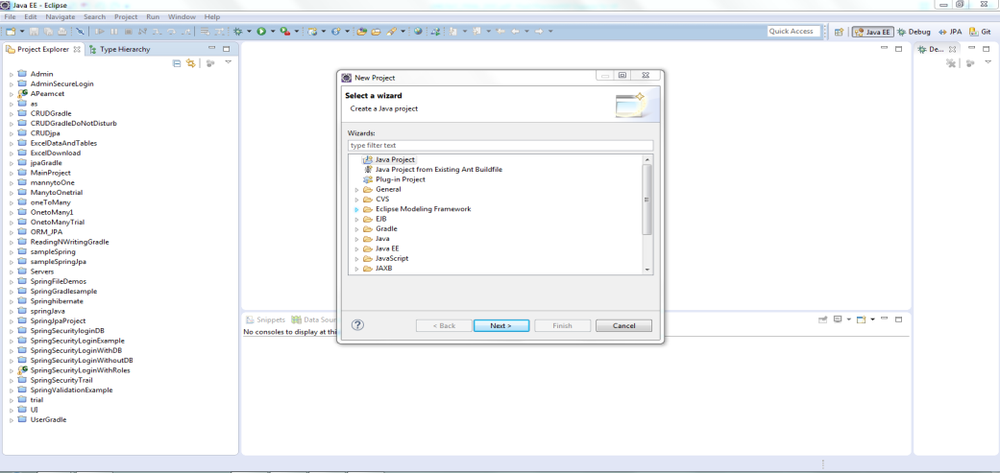 Java EE - Eclipse
File Edit Navigate Search Project Run Window Help
Quick Access
Java EE Debug JPA Git
Project Explorer Type Hierarchy
De...
Admin
AdminSecureLogin
APeamcet
as
CRUDGradle
CRUDGradleDoNotDisturb
CRUDjpa
ExcelDataAndTables
ExcelDownload
jpaGradle
MainProject
mannytoOne
ManytoOnetrial
oneToMany
OnetoMany1
OnetoManyTrial
ORM_JPA
ReadingNWritingGradle
sampleSpring
sampleSpringJpa
Servers
SpringFileDemos
SpringGradlesample
Springhibernate
springJava
SpringJpaProject
SpringSecurityloginDB
SpringSecurityLoginExample
SpringSecurityLoginWithDB
SpringSecurityLoginWithoutDB
SpringSecurityLoginWithRoles
SpringSecurityTrail
SpringValidationExample
trial
UI
UserGradle
New Project
Select a wizard
Create a Java project
Wizards:
type filter text
Java Project
Java Project from Existing Ant Buildfile
Plug-in Project
General
CVS
Eclipse Modeling Framework
EJB
Gradle
Java
Java EE
JavaScript
JAXB
< Back Next > Finish Cancel
Snippets Data Sour
No consoles to display at thi